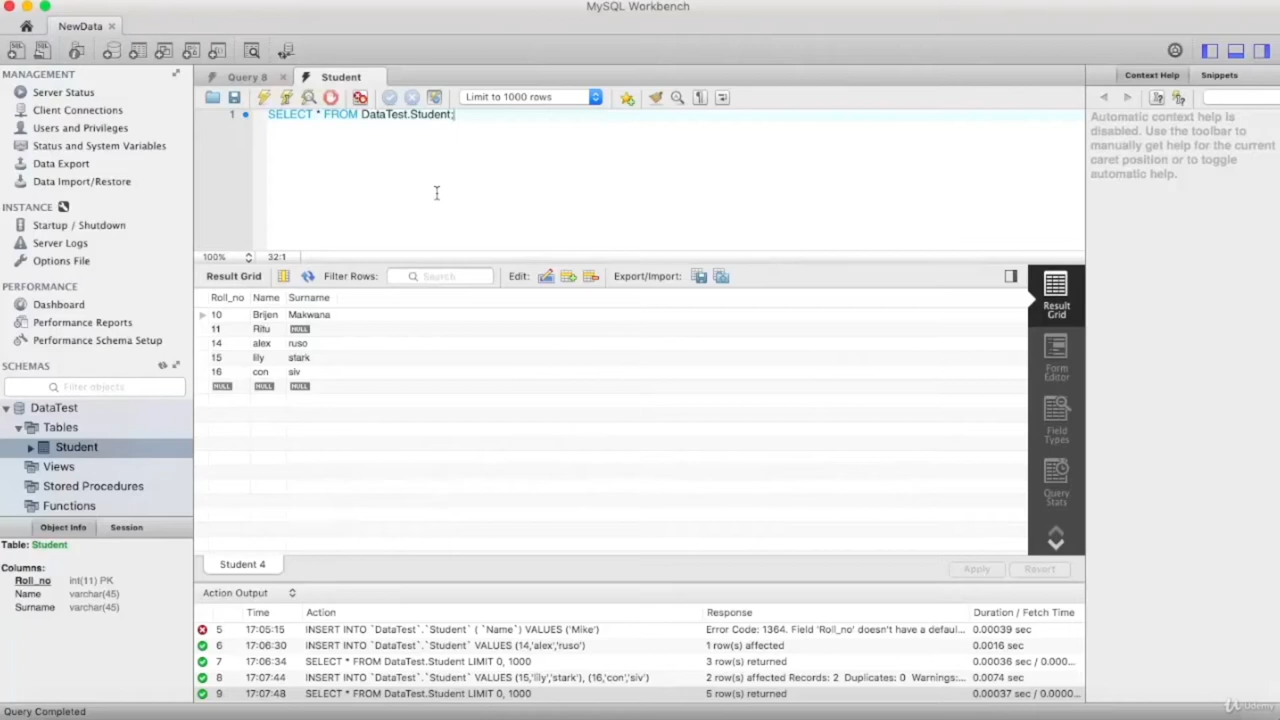 MySQL Workbench
NewData
MANAGEMENT
Server Status
Client Connections
Users and Privileges
Status and System Variables
Data Export
Data Import/Restore
INSTANCE
Startup / Shutdown
Server Logs
Options File
PERFORMANCE
Dashboard
Performance Reports
Performance Schema Setup
SCHEMAS
Filter objects
DataTest
Tables
Student
Views
Stored Procedures
Functions
Object Info Session
Table: Student
Columns:
Roll_no int(11) PK
Name varchar(45)
Surname varchar(45)
Query 8 Student
Limit to 1000 rows
1 SELECT * FROM DataTest.Student;
100% 32:1
Result Grid Filter Rows: Search Edit: Export/Import:
Roll_no Name Surname
10 Brijen Makwana
11 Ritu NULL
14 alex ruso
15 lily stark
16 con siv
NULL NULL NULL
Result Grid
Form Editor
Field Types
Query Stats
Student 4 Apply Revert
Action Output
Time Action Response Duration / Fetch Time
5 17:05:15 INSERT INTO `DataTest`.`Student` ( `Name`) VALUES ('Mike') Error Code: 1364. Field 'Roll_no' doesn't have a defaul... 0.00039 sec
6 17:06:30 INSERT INTO `DataTest`.`Student` VALUES (14,'alex','ruso') 1 row(s) affected 0.0016 sec
7 17:06:34 SELECT * FROM DataTest.Student LIMIT 0, 1000 3 row(s) returned 0.00036 sec / 0.000...
8 17:07:44 INSERT INTO `DataTest`.`Student` VALUES (15,'lily','stark'), (16,'con','siv') 2 row(s) affected Records: 2 Duplicates: 0 Warnings:... 0.0074 sec
9 17:07:48 SELECT * FROM DataTest.Student LIMIT 0, 1000 5 row(s) returned 0.00037 sec / 0.0000...
Context Help Snippets
Automatic context help is
disabled. Use the toolbar to
manually get help for the current
caret position or to toggle
automatic help.
Query Completed
Udemy